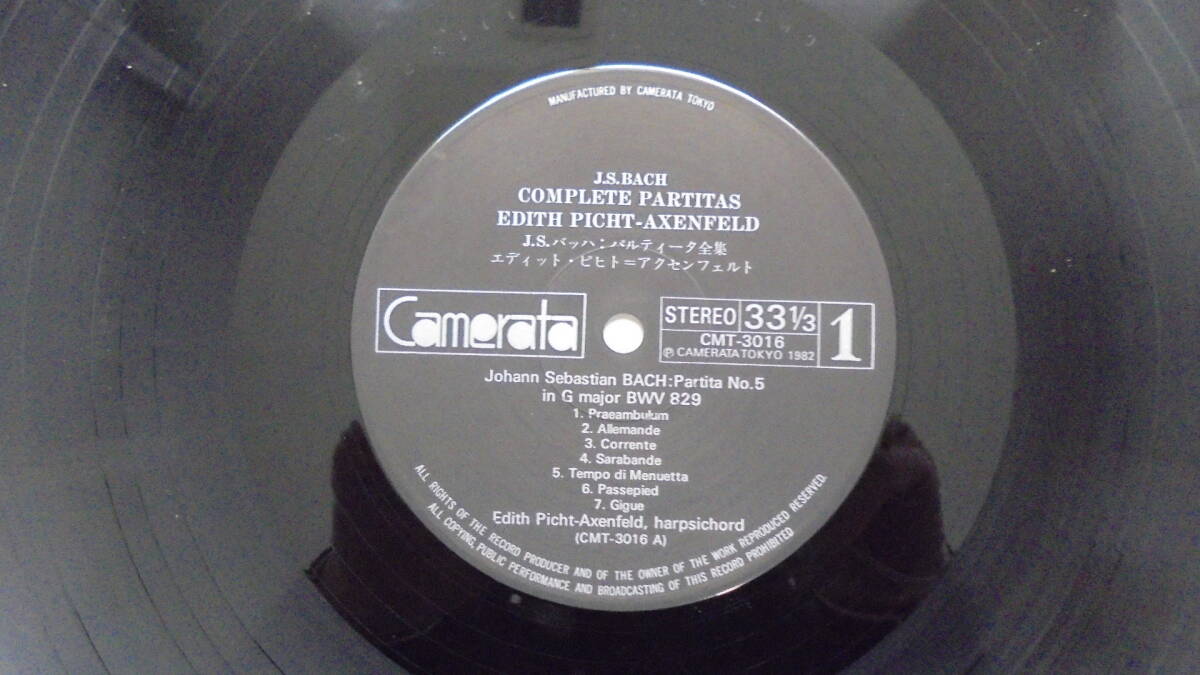 MANUFACTURED BY CAMERATA TOKYO
J.S.BACH
COMPLETE PARTITAS
EDITH PICHT-AXENFELD
J.S.バッハ:パルティータ全集
エディット・ピヒト=アクセンフェルト
Camerata
STEREO 33 1/3 1
CMT-3016
℗ CAMERATA TOKYO 1982
Johann Sebastian BACH:Partita No.5
in G major BWV 829
1. Praeambulum
2. Allemande
3. Corrente
4. Sarabande
5. Tempo di Menuetta
6. Passepied
7. Gigue
Edith Picht-Axenfeld, harpsichord
(CMT-3016 A)
ALL RIGHTS OF THE RECORD PRODUCER AND OF THE OWNER OF THE WORK REPRODUCED RESERVED.
ALL COPYING, PUBLIC PERFORMANCE AND BROADCASTING OF THIS RECORD PROHIBITED